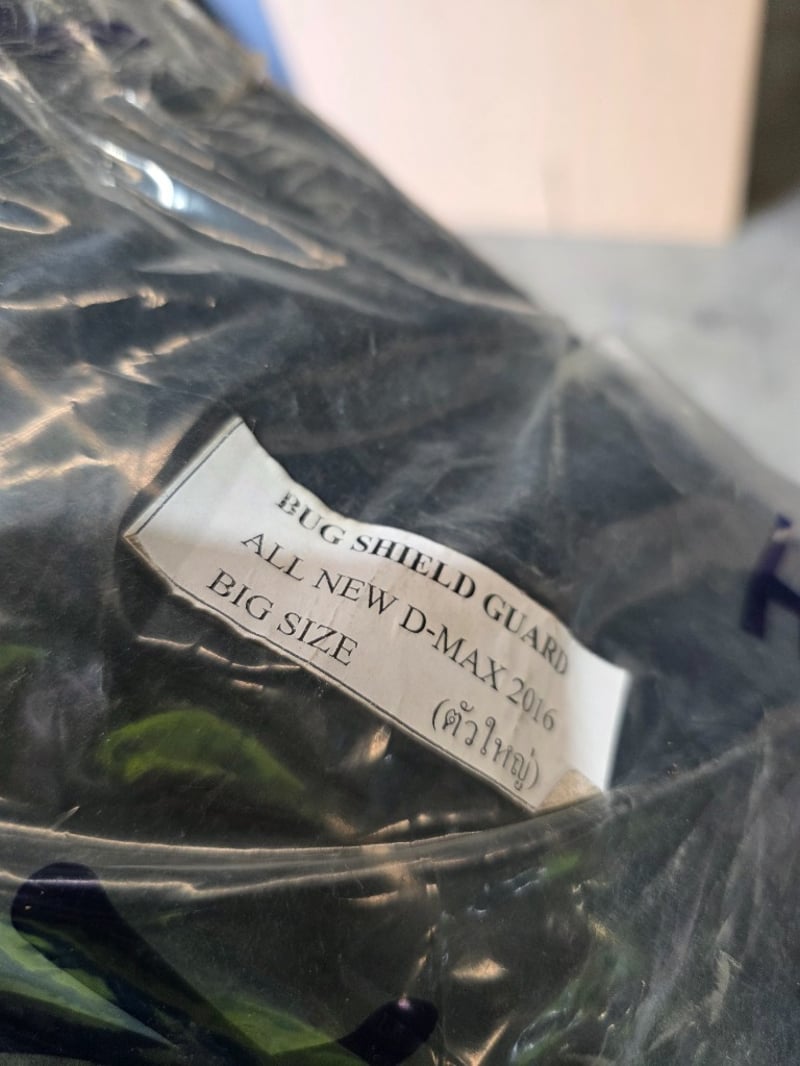 BUG SHIELD GUARD
ALL NEW D-MAX 2016
BIG SIZE
(ตัวใหญ่)